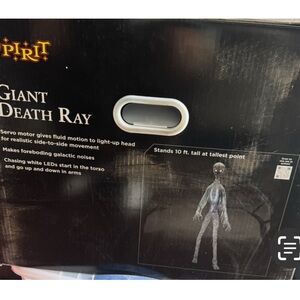 SPIRIT
GIANT
DEATH RAY
Servo motor gives fluid motion to light-up head
for realistic side-to-side movement
Makes foreboding galactic noises
Chasing white LEDs start in the torso
and go up and down in arms
Stands 10 ft. tall at tallest point